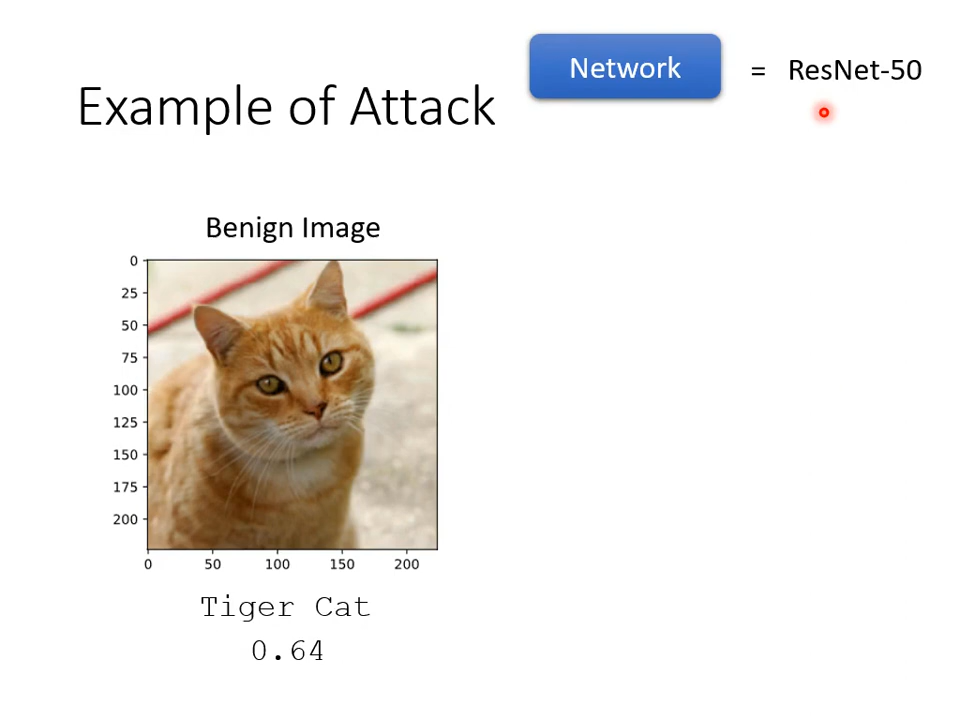 Network = ResNet-50
Example of Attack
Benign Image
0
25
50
75
100
125
150
175
200
0 50 100 150 200
Tiger Cat
0.64